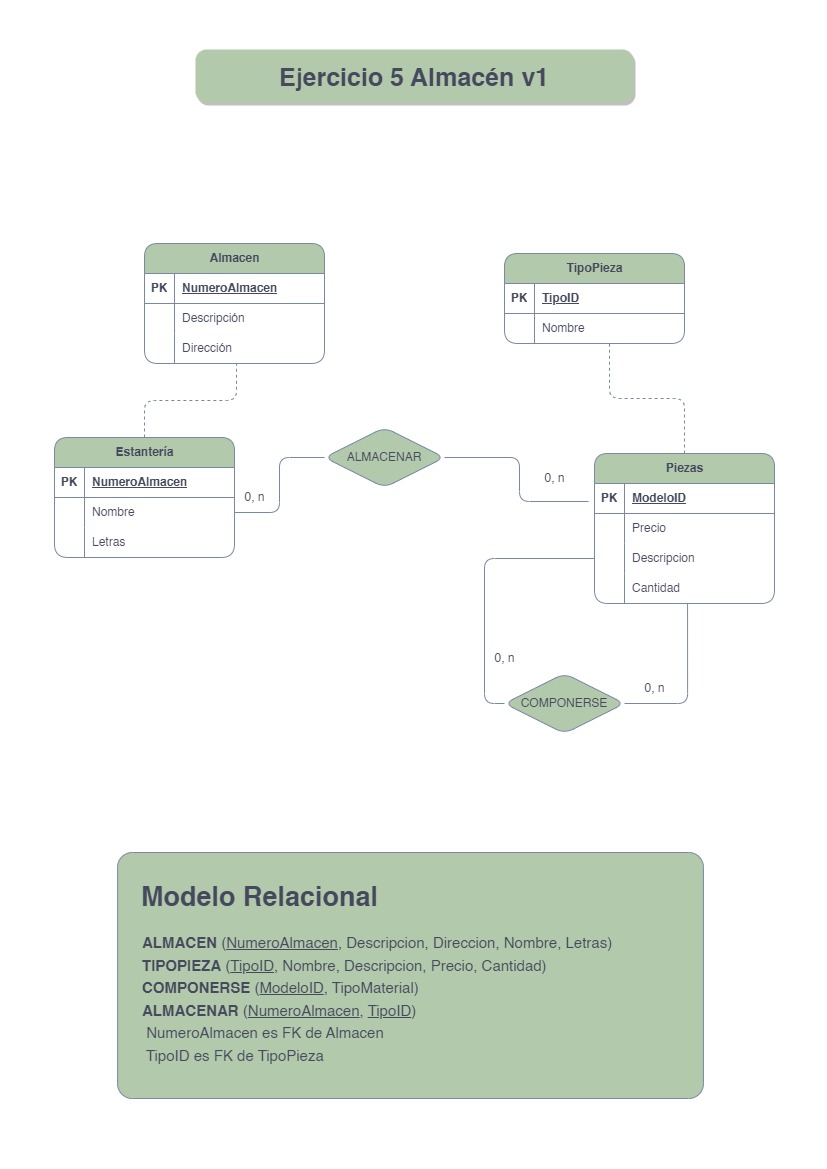 Ejercicio 5 Almacén v1
Almacen
PK NumeroAlmacen
Descripción
Dirección
TipoPieza
PK TipoID
Nombre
Estantería
PK NumeroAlmacen
Nombre
Letras
0, n
ALMACENAR
0, n
Piezas
PK ModeloID
Precio
Descripcion
Cantidad
0, n
COMPONERSE
0, n
Modelo Relacional
ALMACEN (NumeroAlmacen, Descripcion, Direccion, Nombre, Letras)
TIPOPIEZA (TipoID, Nombre, Descripcion, Precio, Cantidad)
COMPONERSE (ModeloID, TipoMaterial)
ALMACENAR (NumeroAlmacen, TipoID)
NumeroAlmacen es FK de Almacen
TipoID es FK de TipoPieza